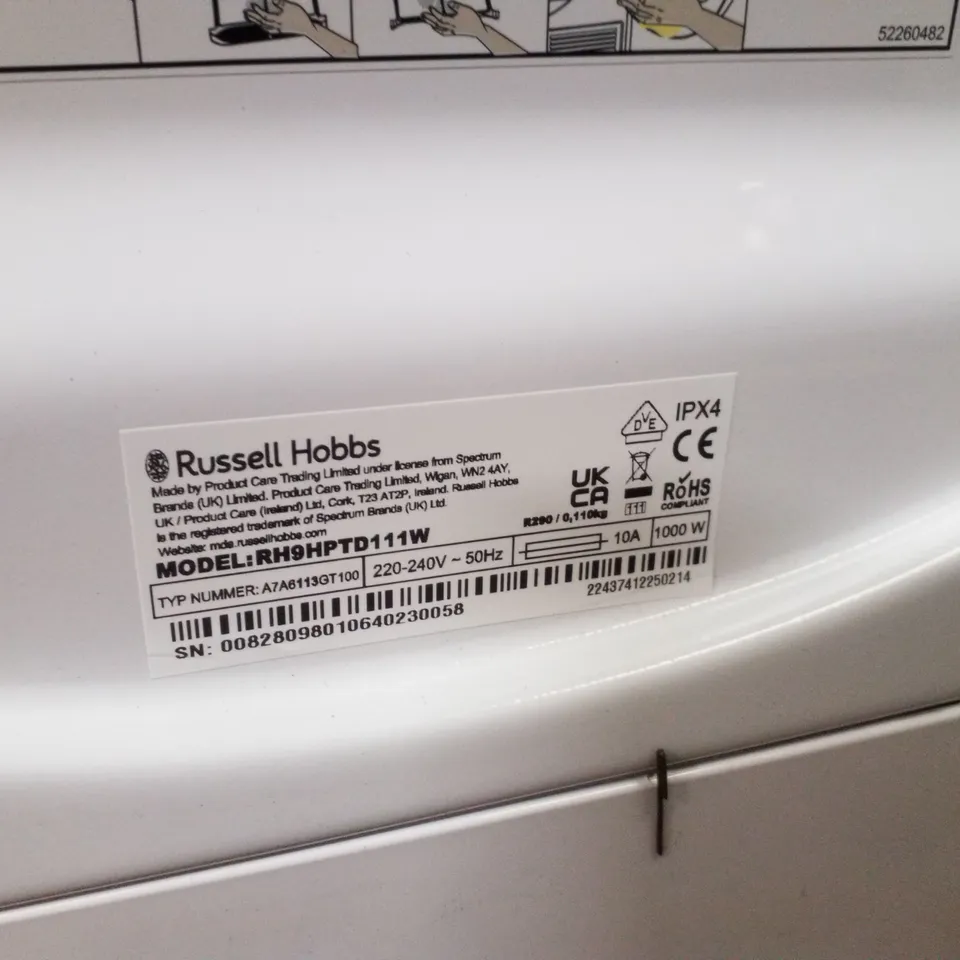 52260482
Russell Hobbs
Made by Product Care Trading Limited under license from Spectrum
Brands (UK) Limited. Product Care Trading Limited, Wigan, WN2 4AY,
UK / Product Care (Ireland) Ltd, Cork, T23 AT2P, Ireland. Russell Hobbs
is the registered trademark of Spectrum Brands (UK) Ltd.
Website: mda.russellhobbs.com
MODEL:RH9HPTD111W
DVE
IPX4
CE
UK
CA
RoHS
COMPLIANT
R290 / 0,110kg
TYP NUMMER: A7A6113GT100
220-240V ~ 50Hz
10A
1000 W
SN: 00828098010640230058
22437412250214